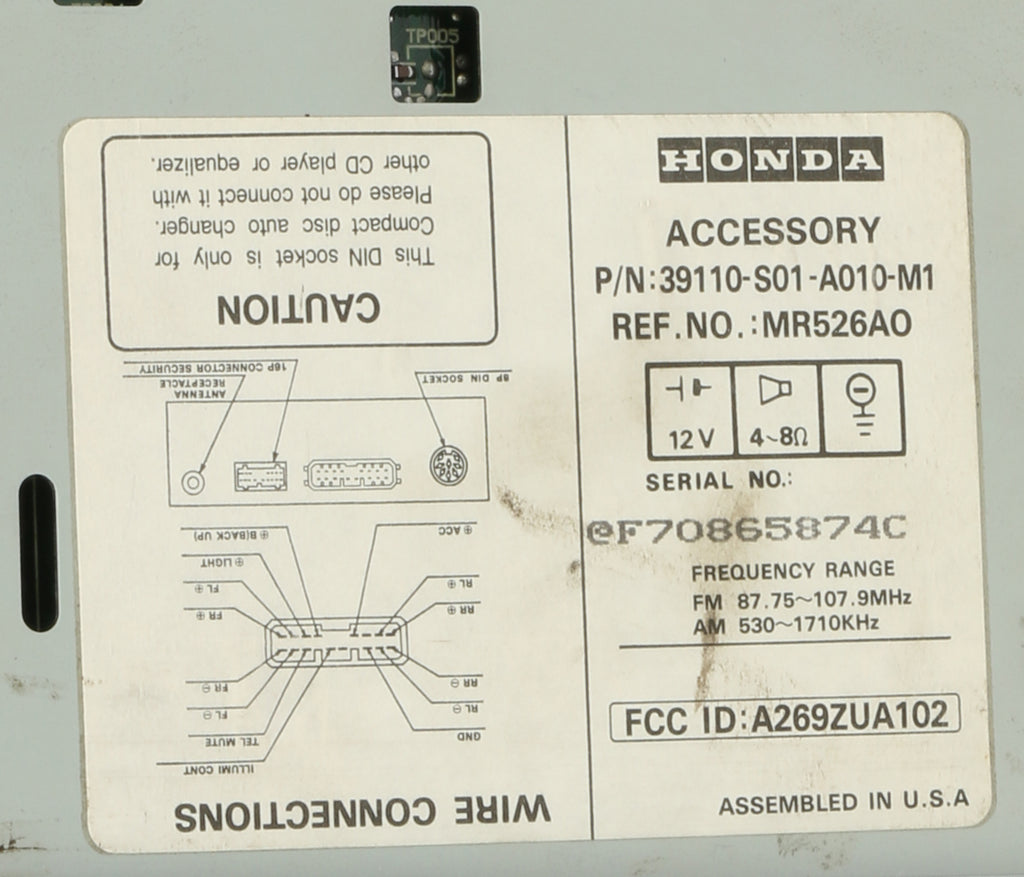 TP005
HONDA
ACCESSORY
P/N:39110-S01-A010-M1
REF.NO.:MR526AO
12V
4~8Ω
SERIAL NO.:
@F70865874C
FREQUENCY RANGE
FM 87.75~107.9MHz
AM 530~1710KHz
FCC ID:A269ZUA102
ASSEMBLED IN U.S.A
WIRE CONNECTIONS
ILLUMI CONT
TEL MUTE
GND
FL ⊖
RL ⊖
FR ⊖
RR ⊖
FR ⊕
RR ⊕
FL ⊕
RL ⊕
⊕ LIGHT
⊕ B(BACK UP)
⊕ ACC
8P DIN SOCKET
ANTENNA
RECEPTACLE
16P CONNECTOR SECURITY
CAUTION
This DIN socket is only for
Compact disc auto changer.
Please do not connect it with
other CD player or equalizer.